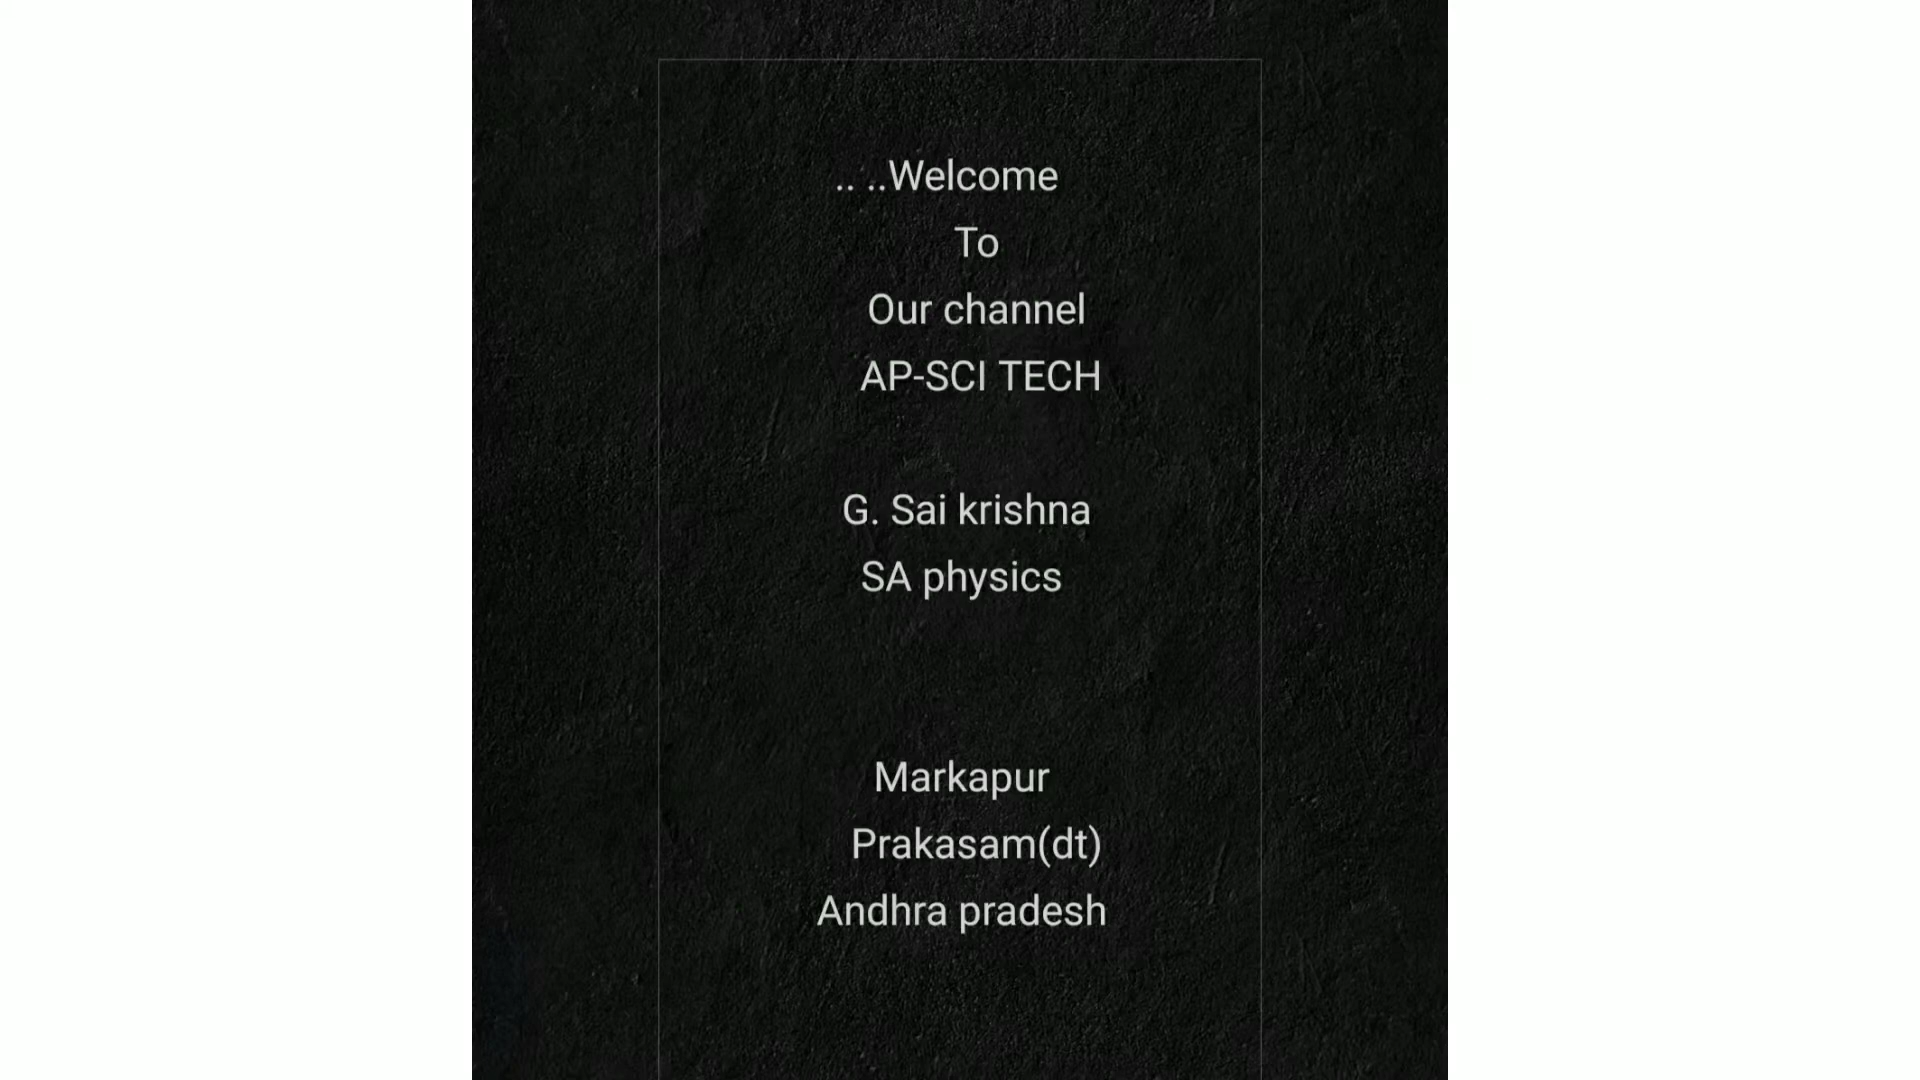 .. ..Welcome
To
Our channel
AP-SCI TECH
G. Sai krishna
SA physics
Markapur
Prakasam(dt)
Andhra pradesh